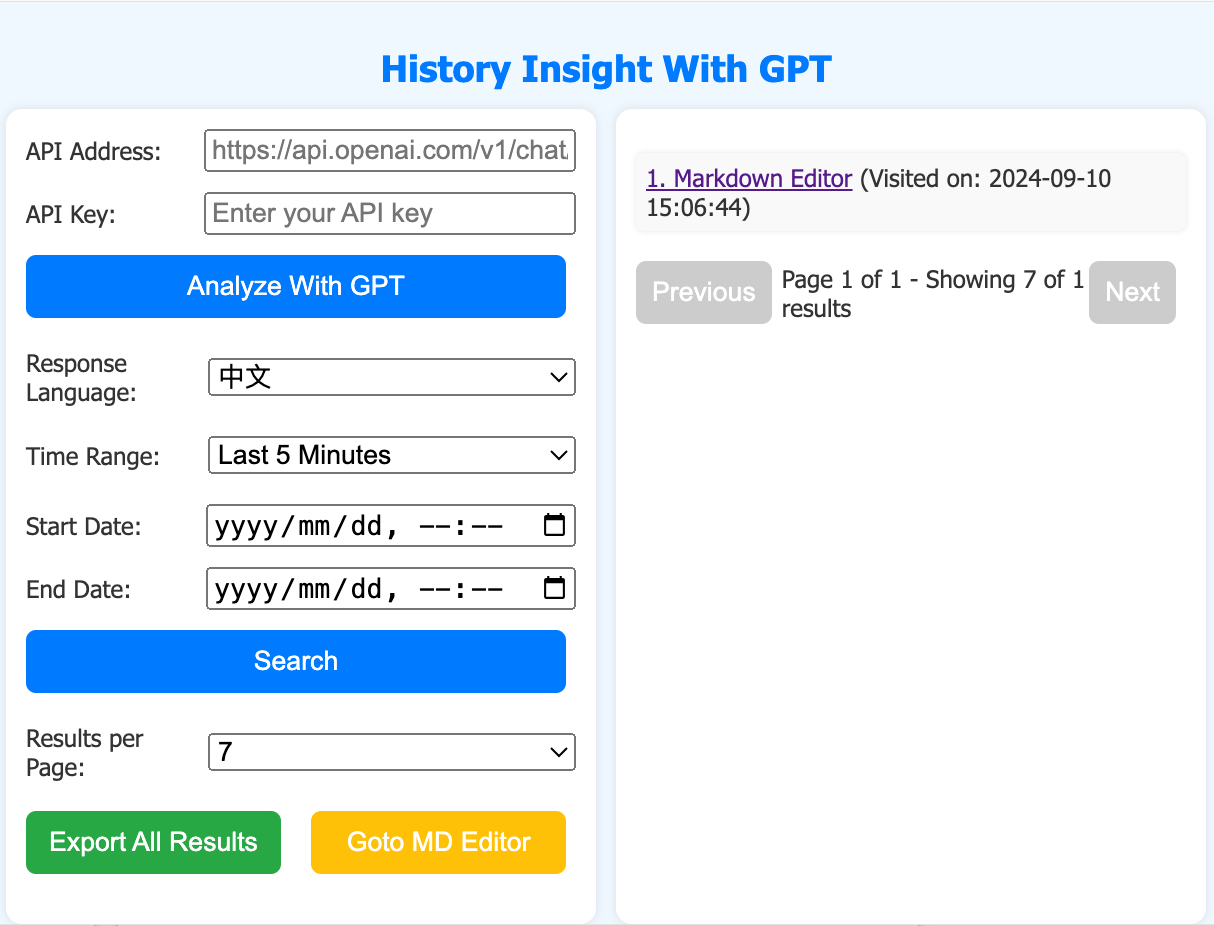 History Insight With GPT
API Address:
https://api.openai.com/v1/chat
API Key:
Enter your API key
Analyze With GPT
Response
Language:
中文
Time Range:
Last 5 Minutes
Start Date:
yyyy/mm/dd, --:--
End Date:
yyyy/mm/dd, --:--
Search
Results per
Page:
7
Export All Results
Goto MD Editor
1. Markdown Editor (Visited on: 2024-09-10
15:06:44)
Previous
Page 1 of 1 - Showing 7 of 1
results
Next